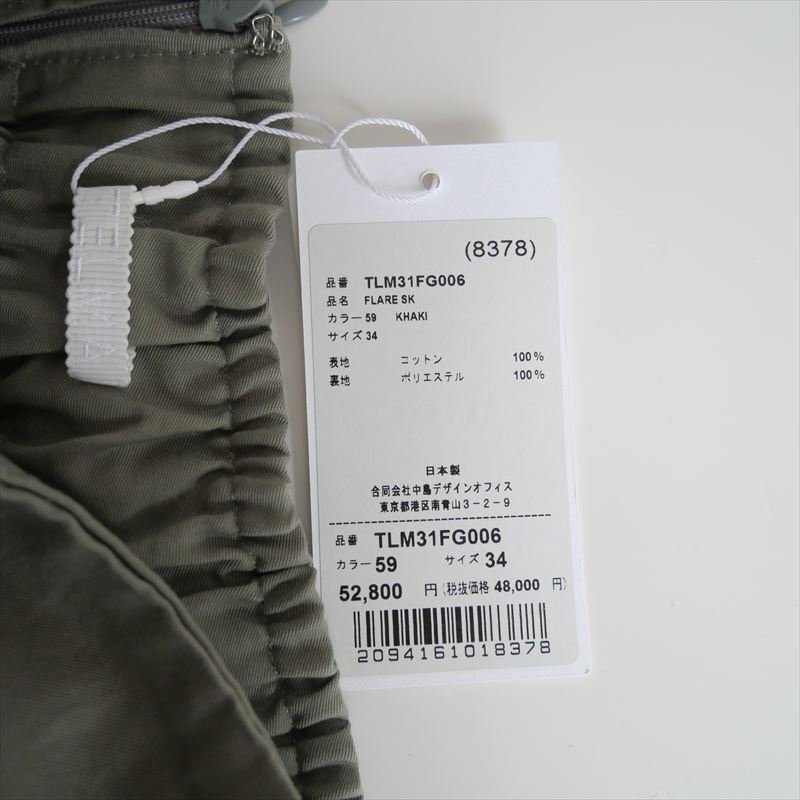 (8378)
品番 TLM31FG006
品名 FLARE SK
カラー 59 KHAKI
サイズ 34
表地 コットン 100%
裏地 ポリエステル 100%
日本製
合同会社中島デザインオフィス
東京都港区南青山3-2-9
品番 TLM31FG006
カラー 59 サイズ 34
52,800 円 (税抜価格 48,000 円)
2094161018378